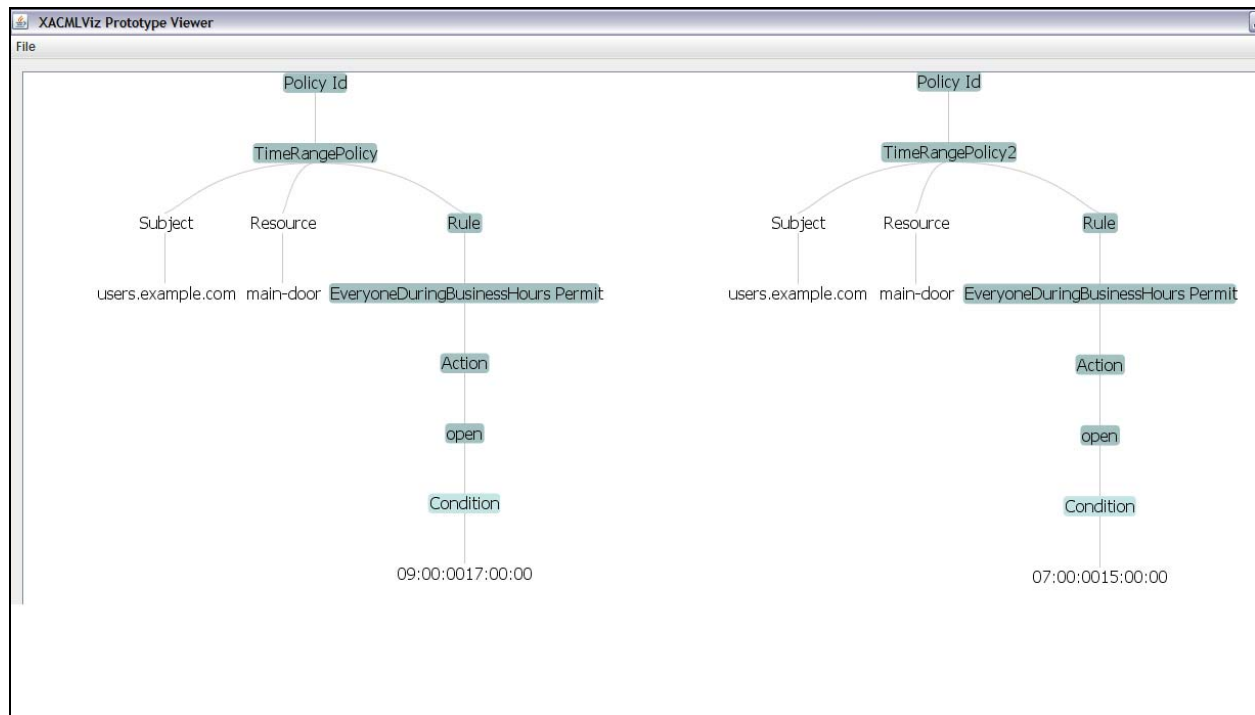 XACMLViz Prototype Viewer
File
Policy Id
Policy Id
TimeRangePolicy
TimeRangePolicy2
Subject
Resource
Rule
Subject
Resource
Rule
users.example.com
main-door
EveryoneDuringBusinessHours Permit
users.example.com
main-door
EveryoneDuringBusinessHours Permit
Action
Action
open
open
Condition
Condition
09:00:0017:00:00
07:00:0015:00:00